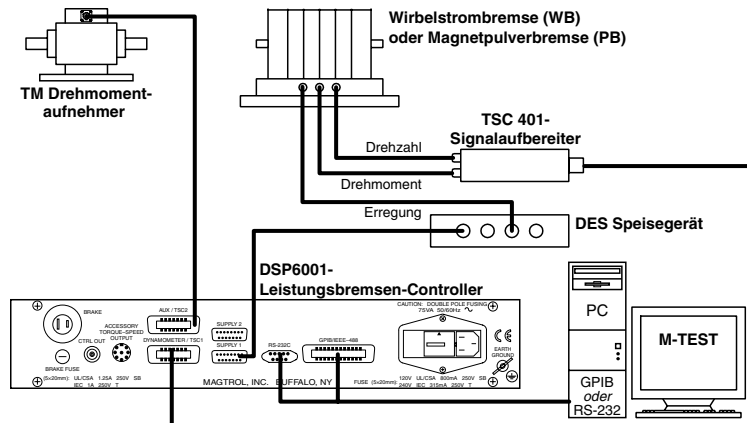 Wirbelstrombremse (WB)
oder Magnetpulverbremse (PB)
TM Drehmoment-
aufnehmer
TSC 401-
Signalaufbereiter
Drehzahl
Drehmoment
Erregung
DES Speisegerät
DSP6001-
Leistungsbremsen-Controller
BRAKE
CTRL OUT
BRAKE FUSE
ACCESSORY
TORQUE–SPEED
OUTPUT
AUX / TSC2
DYNAMOMETER / TSC1
SUPPLY 2
SUPPLY 1
RS-232C
GPIB/IEEE–488
CAUTION: DOUBLE POLE FUSING
75VA 50/60Hz
CE
EARTH
GROUND
(5x20mm): UL/CSA 1.25A 250V SB
IEC 1A 250V T
MAGTROL, INC. BUFFALO, NY
FUSE (5x20mm): 120V UL/CSA 800mA 250V SB
240V IEC 315mA 250V T
PC
M-TEST
GPIB
oder
RS-232